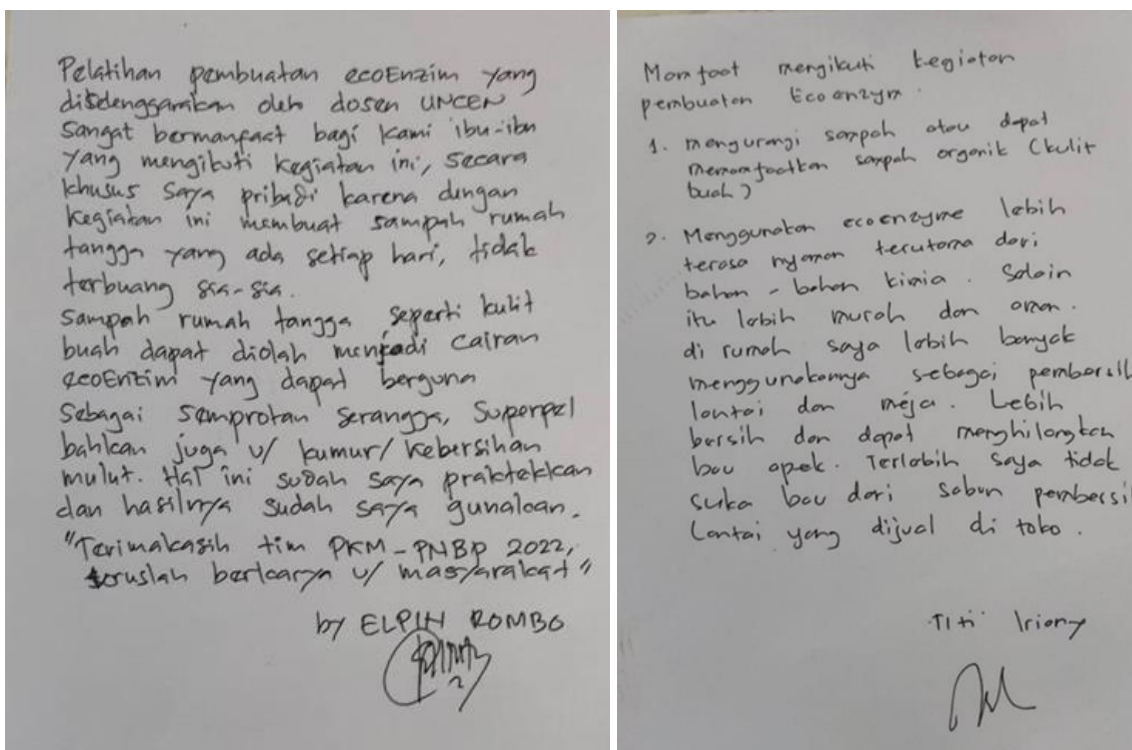 Pelatihan pembuatan ecoEnzim yang
diselenggarakan oleh dosen UNCEN
Sangat bermanfaat bagi kami ibu-ibu
yang mengikuti kegiatan ini, secara
khusus saya pribadi karena dengan
kegiatan ini membuat sampah rumah
tangga yang ada setiap hari, tidak
terbuang sia-sia.
Sampah rumah tangga seperti kulit
buah dapat diolah menjadi cairan
ecoEnzim yang dapat berguna
Sebagai semprotan serangga, Superpel
bahkan juga u/ kumur/kebersihan
mulut. Hal ini sudah saya praktekkan
dan hasilnya sudah saya gunakan.
"Terimakasih tim PKM-PNBP 2022,
teruslah berkarya u/ masyarakat"
by ELPIH ROMBO
Manfaat mengikuti kegiatan
pembuatan Eco enzym.
1. mengurangi sampah atau dapat
memamfaatkan sampah organik (kulit
buah)
2. Menggunakan ecoenzyme lebih
terasa nyaman terutama dari
bahan-bahan kimia. Selain
itu lebih murah dan aman.
di rumah saya lebih banyak
menggunakannya sebagai pembersih
lantai dan meja. Lebih
bersih dan dapat menghilangkan
bau apek. Terlebih saya tidak
suka bau dari sabun pembersi
Lantai yang dijual di toko.
Titi Iriany